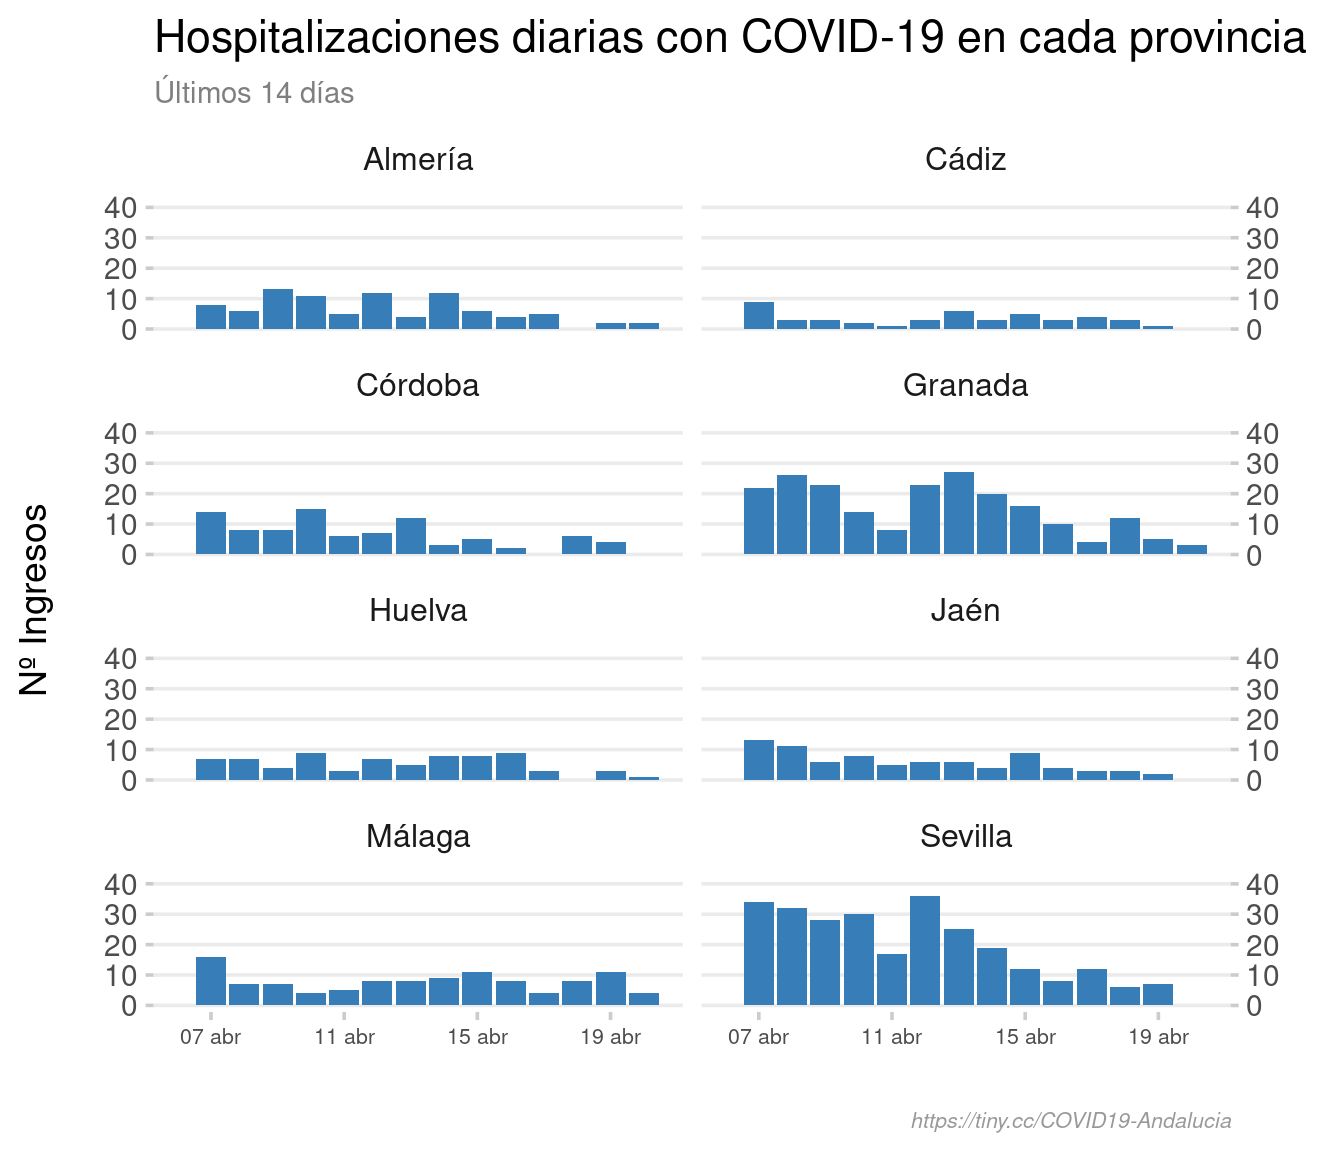 Hospitalizaciones diarias con COVID-19 en cada provincia
Últimos 14 días
Almería
Cádiz
40
30
20
10
0
40
30
20
10
0
Córdoba
Granada
40
30
20
10
0
40
30
20
10
0
Nº Ingresos
Huelva
Jaén
40
30
20
10
0
40
30
20
10
0
Málaga
Sevilla
40
30
20
10
0
40
30
20
10
0
07 abr 11 abr 15 abr 19 abr
07 abr 11 abr 15 abr 19 abr
https://tiny.cc/COVID19-Andalucia